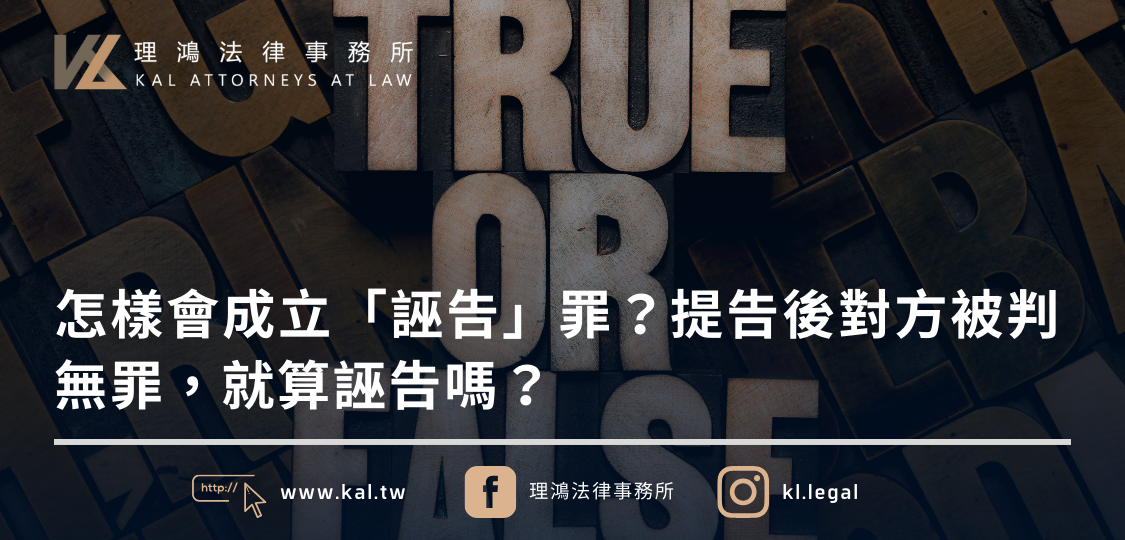 理鴻法律事務所
KAL ATTORNEYS AT LAW
TRUE
OR
FALSE
怎樣會成立「誣告」罪？提告後對方被判
無罪，就算誣告嗎？
http://
www.kal.tw
理鴻法律事務所
kl.legal